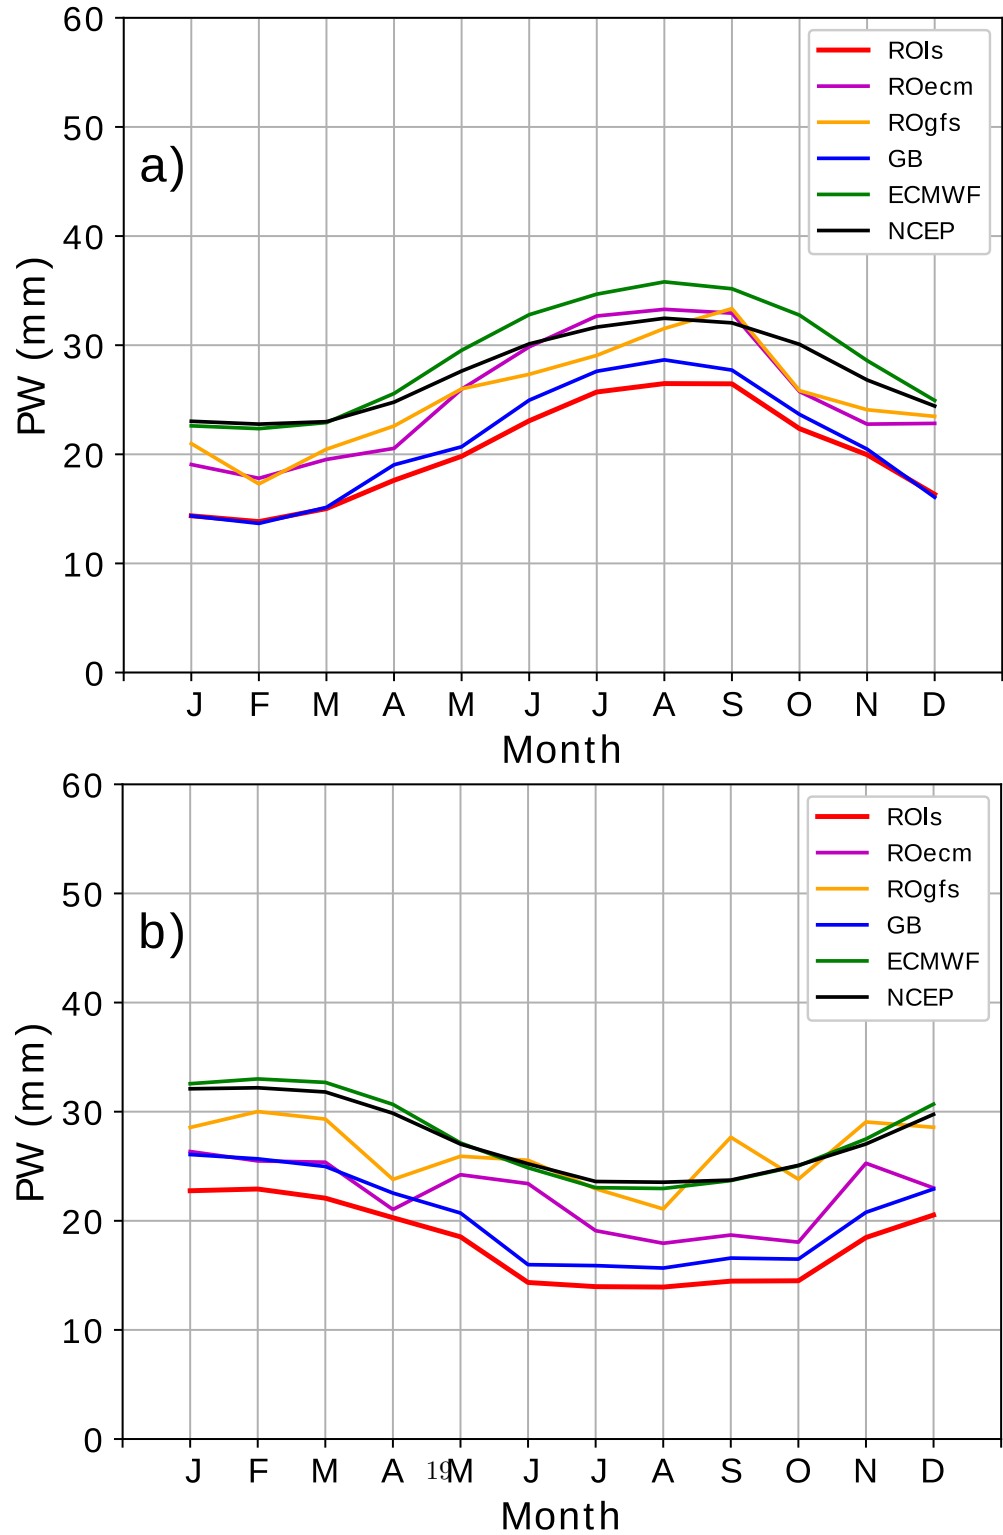 60
50
40
30
20
10
0
PW (mm)
a)
ROls
ROecm
ROgfs
GB
ECMWF
NCEP
J F M A M J J A S O N D
Month
60
50
40
30
20
10
0
PW (mm)
b)
ROls
ROecm
ROgfs
GB
ECMWF
NCEP
J F M A M J J A S O N D
19
Month